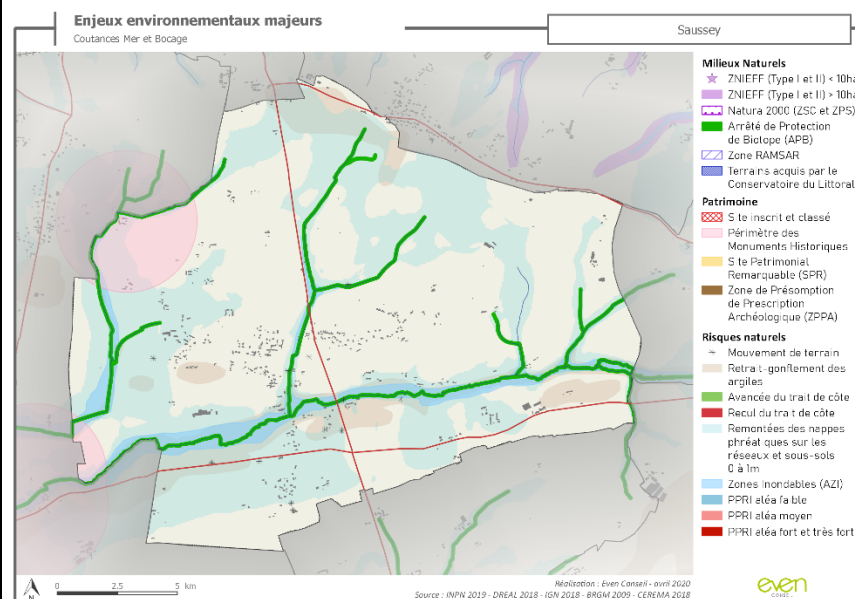 Enjeux environnementaux majeurs
Coutances Mer et Bocage
Saussey
Milieux Naturels
ZNIEFF (Type I et II) < 10ha
ZNIEFF (Type I et II) > 10ha
Natura 2000 (ZSC et ZPS)
Arrêté de Protection
de Biotope (APB)
Zone RAMSAR
Terrains acquis par le
Conservatoire du Littoral
Patrimoine
Site inscrit et classé
Périmètre des
Monuments Historiques
Site Patrimonial
Remarquable (SPR)
Zone de Présomption
de Prescription
Archéologique (ZPPA)
Risques naturels
Mouvement de terrain
Retrait-gonflement des
argiles
Avancée du trait de côte
Recul du trait de côte
Remontées des nappes
phréatiques sur les
réseaux et sous-sols
0 à 1m
Zones Inondables (AZI)
PPRI aléa faible
PPRI aléa moyen
PPRI aléa fort et très fort
N
0 2.5 5 km
Réalisation : Even Conseil - avril 2020
Source : INPN 2019 - DREAL 2018 - IGN 2018 - BRGM 2009 - CEREMA 2018
even
CONSEIL